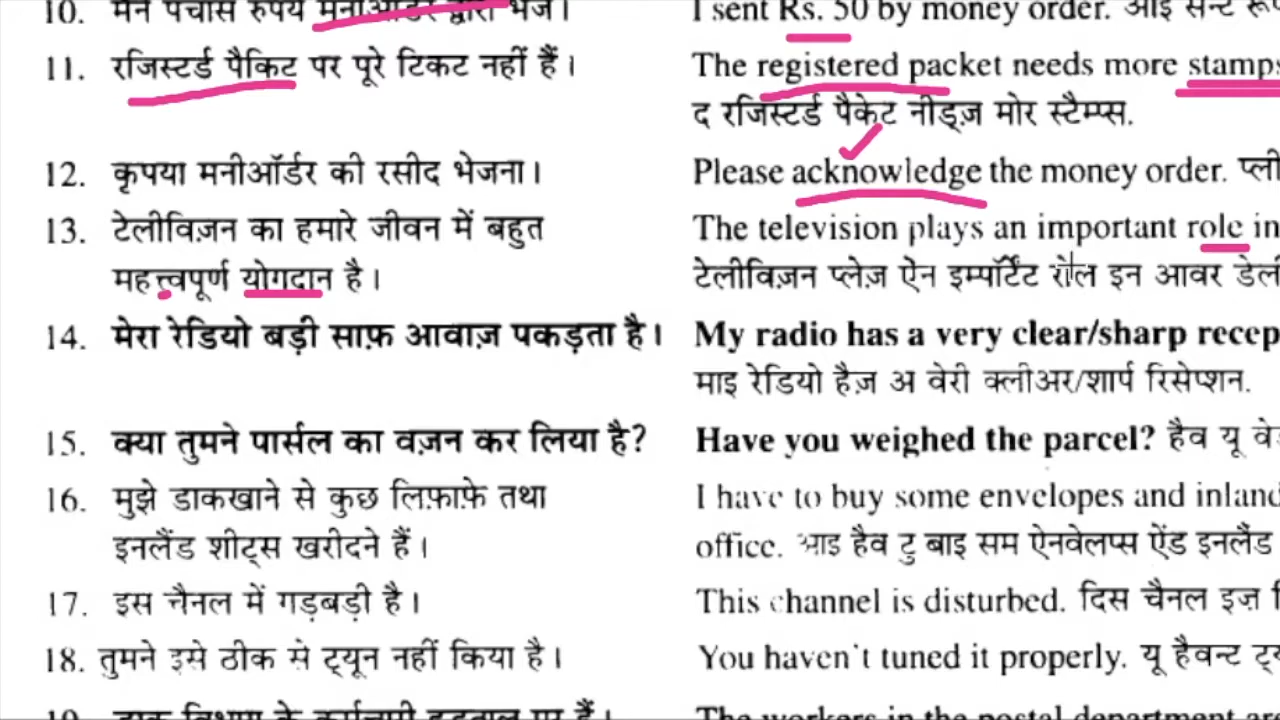 10. मैंने पचास रुपये मनीऑर्डर द्वारा भेजे। I sent Rs. 50 by money order. आइ सेन्ट
11. रजिस्टर्ड पैकिट पर पूरे टिकट नहीं हैं। The registered packet needs more stamps
द रजिस्टर्ड पैकेट नीड्ज़ मोर स्टैम्प्स.
12. कृपया मनीऑर्डर की रसीद भेजना। Please acknowledge the money order.
13. टेलीविज़न का हमारे जीवन में बहुत The television plays an important role in
महत्त्वपूर्ण योगदान है। टेलीविज़न प्लेज़ ऐन इम्पॉर्टेंट रोल इन आवर
14. मेरा रेडियो बड़ी साफ़ आवाज़ पकड़ता है। My radio has a very clear/sharp
माइ रेडियो हैज़ अ वेरी क्लीअर/शार्प रिसेप्शन.
15. क्या तुमने पार्सल का वज़न कर लिया है? Have you weighed the parcel? हैव यू
16. मुझे डाकखाने से कुछ लिफ़ाफ़े तथा I have to buy some envelopes and inland
इनलैंड शीट्स खरीदने हैं। office. आइ हैव टु बाइ सम ऐनवेलप्स ऐंड इनलैंड
17. इस चैनल में गड़बड़ी है। This channel is disturbed. दिस चैनल इज़
18. तुमने इसे ठीक से ट्यून नहीं किया है। You haven't tuned it properly. यू हैवन्ट
19. डाक विभाग के कर्मचारी हड़ताल पर हैं। The workers in the postal department